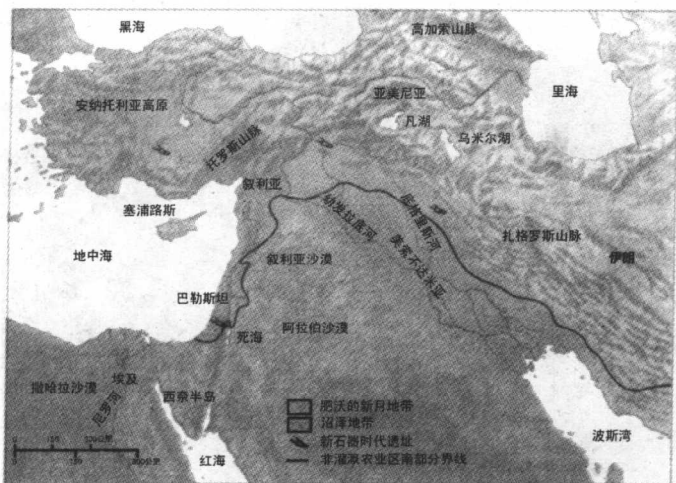 黑海
高加索山脉
安纳托利亚高原
亚美尼亚
里海
凡湖
乌米尔湖
托罗斯山脉
叙利亚
塞浦路斯
幼发拉底河
底格里斯河
扎格罗斯山脉
地中海
叙利亚沙漠
美索不达米亚
伊朗
巴勒斯坦
死海
阿拉伯沙漠
撒哈拉沙漠
埃及
尼罗河
西奈半岛
肥沃的新月地带
沼泽地带
新石器时代遗址
非灌溉农业区南部分界线
红海
波斯湾